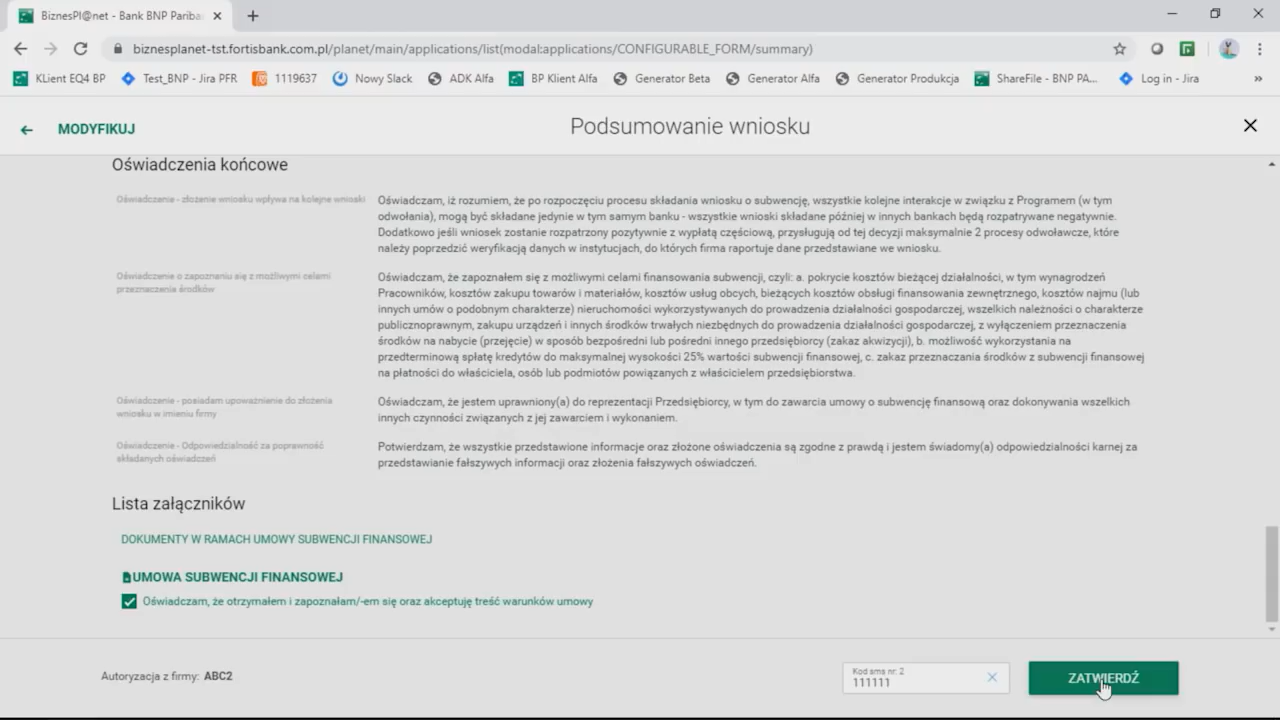 BiznesPl@net - Bank BNP Pariba
biznesplanet-tst.fortisbank.com.pl/planet/main/applications/list(modal:applications/CONFIGURABLE_FORM/summary)
KLient EQ4 BP Test_BNP - Jira PFR 1119637 Nowy Slack ADK Alfa BP Klient Alfa Generator Beta Generator Alfa Generator Produkcja ShareFile - BNP PA... Log in - Jira »
MODYFIKUJ Podsumowanie wniosku
Oświadczenia końcowe
Oświadczenie - złożenie wniosku wpływa na kolejne wnioski
Oświadczam, iż rozumiem, że po rozpoczęciu procesu składania wniosku o subwencję, wszystkie kolejne interakcje w związku z Programem (w tym
odwołania), mogą być składane jedynie w tym samym banku - wszystkie wnioski składane później w innych bankach będą rozpatrywane negatywnie.
Dodatkowo jeśli wniosek zostanie rozpatrzony pozytywnie z wypłatą częściową, przysługują od tej decyzji maksymalnie 2 procesy odwoławcze, które
należy poprzedzić weryfikacją danych w instytucjach, do których firma raportuje dane przedstawiane we wniosku.
Oświadczenie o zapoznaniu się z możliwymi celami
przeznaczenia środków
Oświadczam, że zapoznałem się z możliwymi celami finansowania subwencji, czyli: a. pokrycie kosztów bieżącej działalności, w tym wynagrodzeń
Pracowników, kosztów zakupu towarów i materiałów, kosztów usług obcych, bieżących kosztów obsługi finansowania zewnętrznego, kosztów najmu (lub
innych umów o podobnym charakterze) nieruchomości wykorzystywanych do prowadzenia działalności gospodarczej, wszelkich należności o charakterze
publicznoprawnym, zakupu urządzeń i innych środków trwałych niezbędnych do prowadzenia działalności gospodarczej, z wyłączeniem przeznaczenia
środków na nabycie (przejęcie) w sposób bezpośredni lub pośredni innego przedsiębiorcy (zakaz akwizycji), b. możliwość wykorzystania na
przedterminową spłatę kredytów do maksymalnej wysokości 25% wartości subwencji finansowej, c. zakaz przeznaczania środków z subwencji finansowej
na płatności do właściciela, osób lub podmiotów powiązanych z właścicielem przedsiębiorstwa.
Oświadczenie - posiadam upoważnienie do złożenia
wniosku w imieniu firmy
Oświadczam, że jestem uprawniony(a) do reprezentacji Przedsiębiorcy, w tym do zawarcia umowy o subwencję finansową oraz dokonywania wszelkich
innych czynności związanych z jej zawarciem i wykonaniem.
Oświadczenie - Odpowiedzialność za poprawność
składanych oświadczeń
Potwierdzam, że wszystkie przedstawione informacje oraz złożone oświadczenia są zgodne z prawdą i jestem świadomy(a) odpowiedzialności karnej za
przedstawianie fałszywych informacji oraz złożenia fałszywych oświadczeń.
Lista załączników
DOKUMENTY W RAMACH UMOWY SUBWENCJI FINANSOWEJ
UMOWA SUBWENCJI FINANSOWEJ
Oświadczam, że otrzymałem i zapoznałam/-em się oraz akceptuję treść warunków umowy
Autoryzacja z firmy: ABC2
Kod sms nr: 2
111111
ZATWIERDŹ